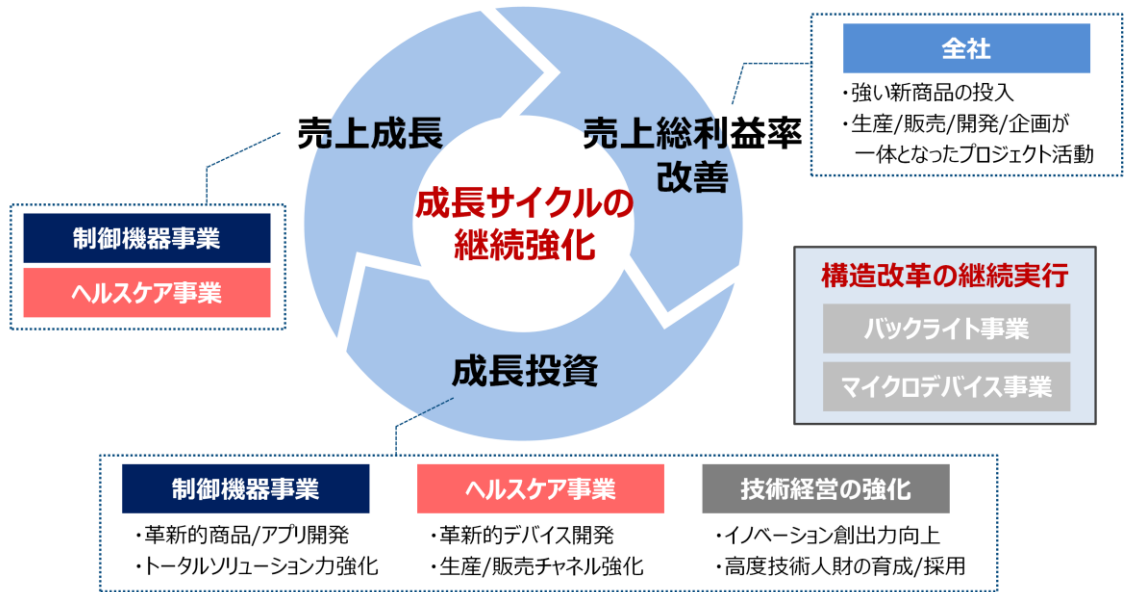 全社
・強い新商品の投入
・生産/販売/開発/企画が
一体となったプロジェクト活動
売上成長
売上総利益率
改善
成長サイクルの
継続強化
制御機器事業
ヘルスケア事業
構造改革の継続実行
バックライト事業
マイクロデバイス事業
成長投資
制御機器事業
・革新的商品/アプリ開発
・トータルソリューション力強化
ヘルスケア事業
・革新的デバイス開発
・生産/販売チャネル強化
技術経営の強化
・イノベーション創出力向上
・高度技術人財の育成/採用